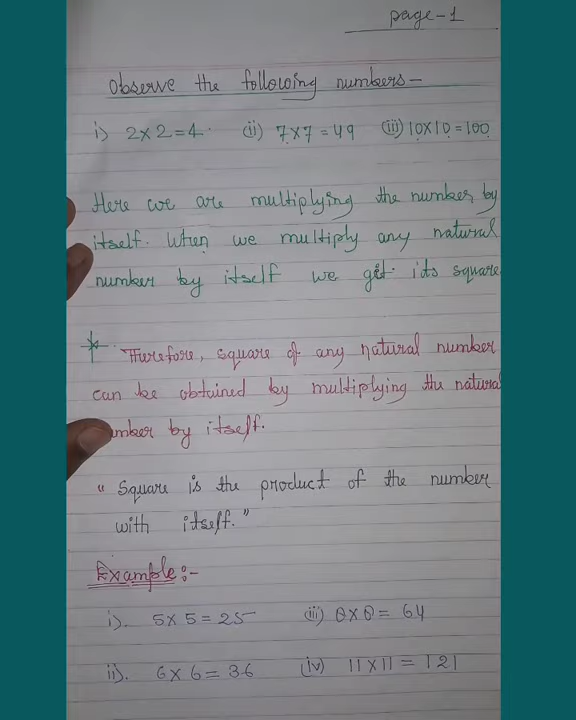 page-1
Observe the following numbers-
i) 2×2=4. (ii) 7×7=49 (iii) 10×10=100
Here we are multiplying the number, by
itself. When we multiply any natural
number by itself we get its square.
Therefore, square of any natural number
can be obtained by multiplying the natural
number by itself.
"Square is the product of the number
with itself."
Example:-
i). 5×5=25 (iii) 8×8= 64
ii). 6×6=36 (iv) 11×11=121